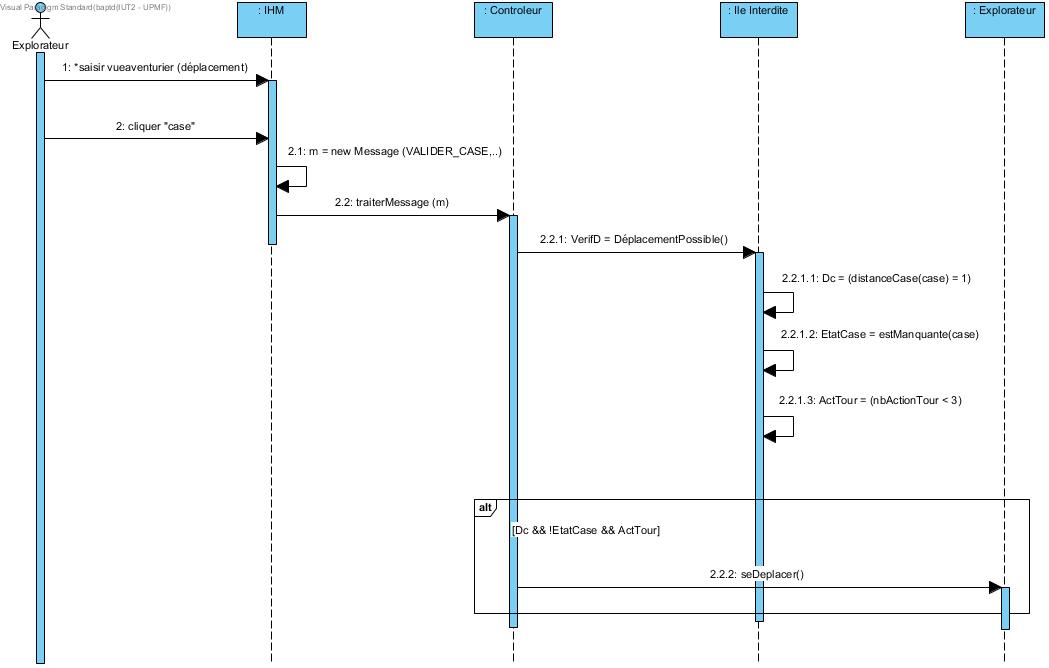 Visual Paradigm Standard(baptd(IUT2 - UPMF))
Explorateur
: IHM
: Controleur
: Ile Interdite
: Explorateur
1: *saisir vueaventurier (déplacement)
2: cliquer "case"
2.1: m = new Message (VALIDER_CASE,..)
2.2: traiterMessage (m)
2.2.1: VerifD = DéplacementPossible()
2.2.1.1: Dc = (distanceCase(case) = 1)
2.2.1.2: EtatCase = estManquante(case)
2.2.1.3: ActTour = (nbActionTour < 3)
alt
[Dc && !EtatCase && ActTour]
2.2.2: seDeplacer()